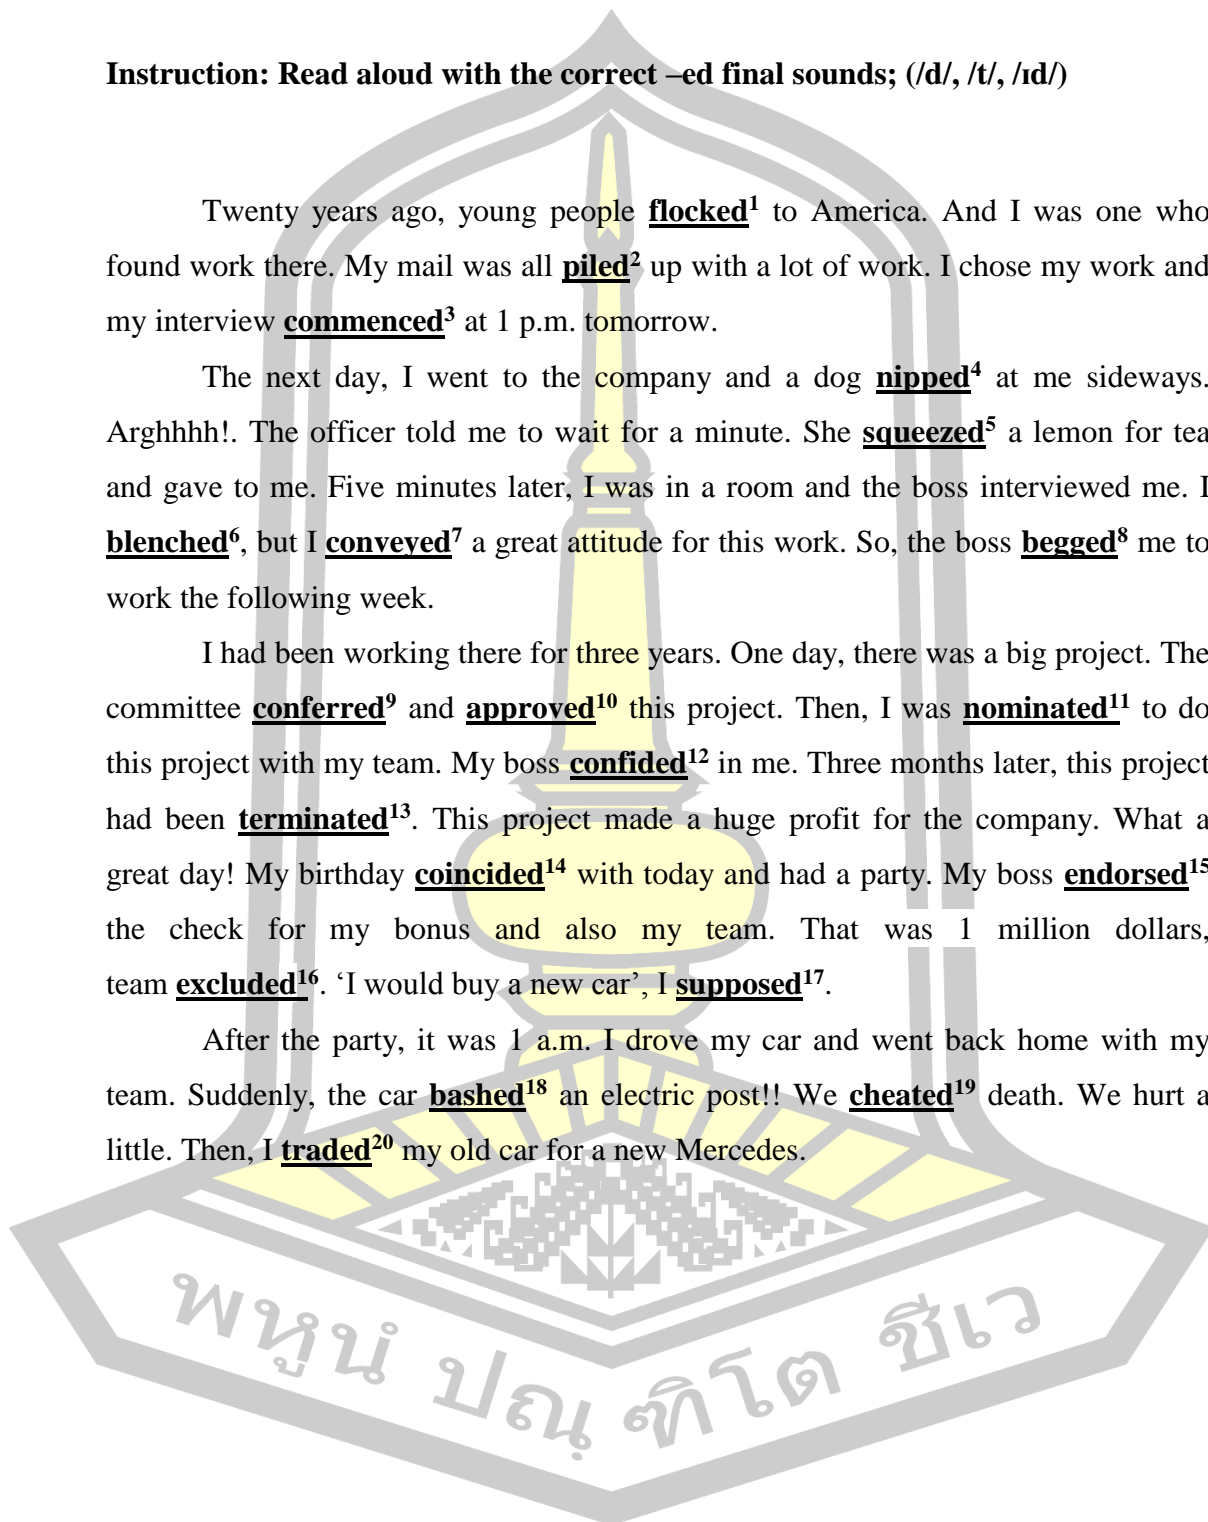 Instruction: Read aloud with the correct –ed final sounds; (/d/, /t/, /ɪd/)
Twenty years ago, young people flocked¹ to America. And I was one who
found work there. My mail was all piled² up with a lot of work. I chose my work and
my interview commenced³ at 1 p.m. tomorrow.
The next day, I went to the company and a dog nipped⁴ at me sideways.
Arghhhh!. The officer told me to wait for a minute. She squeezed⁵ a lemon for tea
and gave to me. Five minutes later, I was in a room and the boss interviewed me. I
blenched⁶, but I conveyed⁷ a great attitude for this work. So, the boss begged⁸ me to
work the following week.
I had been working there for three years. One day, there was a big project. The
committee conferred⁹ and approved¹⁰ this project. Then, I was nominated¹¹ to do
this project with my team. My boss confided¹² in me. Three months later, this project
had been terminated¹³. This project made a huge profit for the company. What a
great day! My birthday coincided¹⁴ with today and had a party. My boss endorsed¹⁵
the check for my bonus and also my team. That was 1 million dollars,
team excluded¹⁶. ‘I would buy a new car’, I supposed¹⁷.
After the party, it was 1 a.m. I drove my car and went back home with my
team. Suddenly, the car bashed¹⁸ an electric post!! We cheated¹⁹ death. We hurt a
little. Then, I traded²⁰ my old car for a new Mercedes.
พหูนํ ปณฺ ฑิโต ชีเว